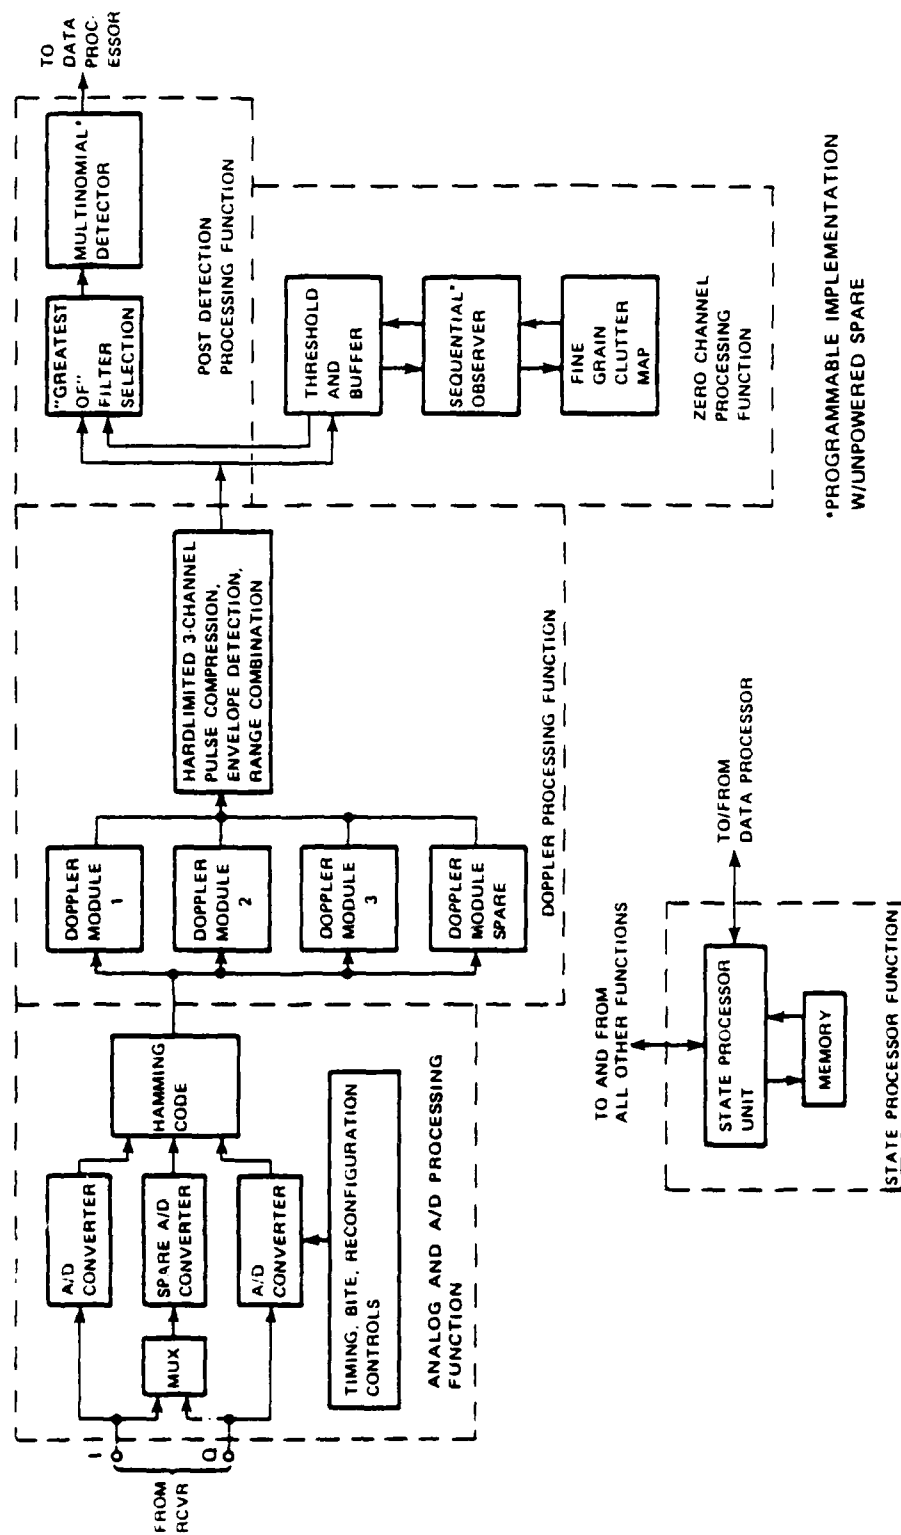 FROM
RCVR
I
Q
A/D
CONVERTER
MUX
SPARE A/D
CONVERTER
A/D
CONVERTER
HAMMING
CODE
TIMING, BITE, RECONFIGURATION
CONTROLS
ANALOG AND A/D PROCESSING
FUNCTION
DOPPLER
MODULE
1
DOPPLER
MODULE
2
DOPPLER
MODULE
3
DOPPLER
MODULE
SPARE
HARDLIMITED 3-CHANNEL
PULSE COMPRESSION,
ENVELOPE DETECTION,
RANGE COMBINATION
DOPPLER PROCESSING FUNCTION
"GREATEST
OF"
FILTER
SELECTION
MULTINOMIAL*
DETECTOR
TO
DATA
PROC-
ESSOR
POST DETECTION
PROCESSING FUNCTION
THRESHOLD
AND
BUFFER
SEQUENTIAL*
OBSERVER
FINE
GRAIN
CLUTTER
MAP
ZERO CHANNEL
PROCESSING
FUNCTION
TO AND FROM
ALL OTHER FUNCTIONS
STATE PROCESSOR
UNIT
MEMORY
TO/FROM
DATA PROCESSOR
STATE PROCESSOR FUNCTION
*PROGRAMMABLE IMPLEMENTATION
W/UNPOWERED SPARE